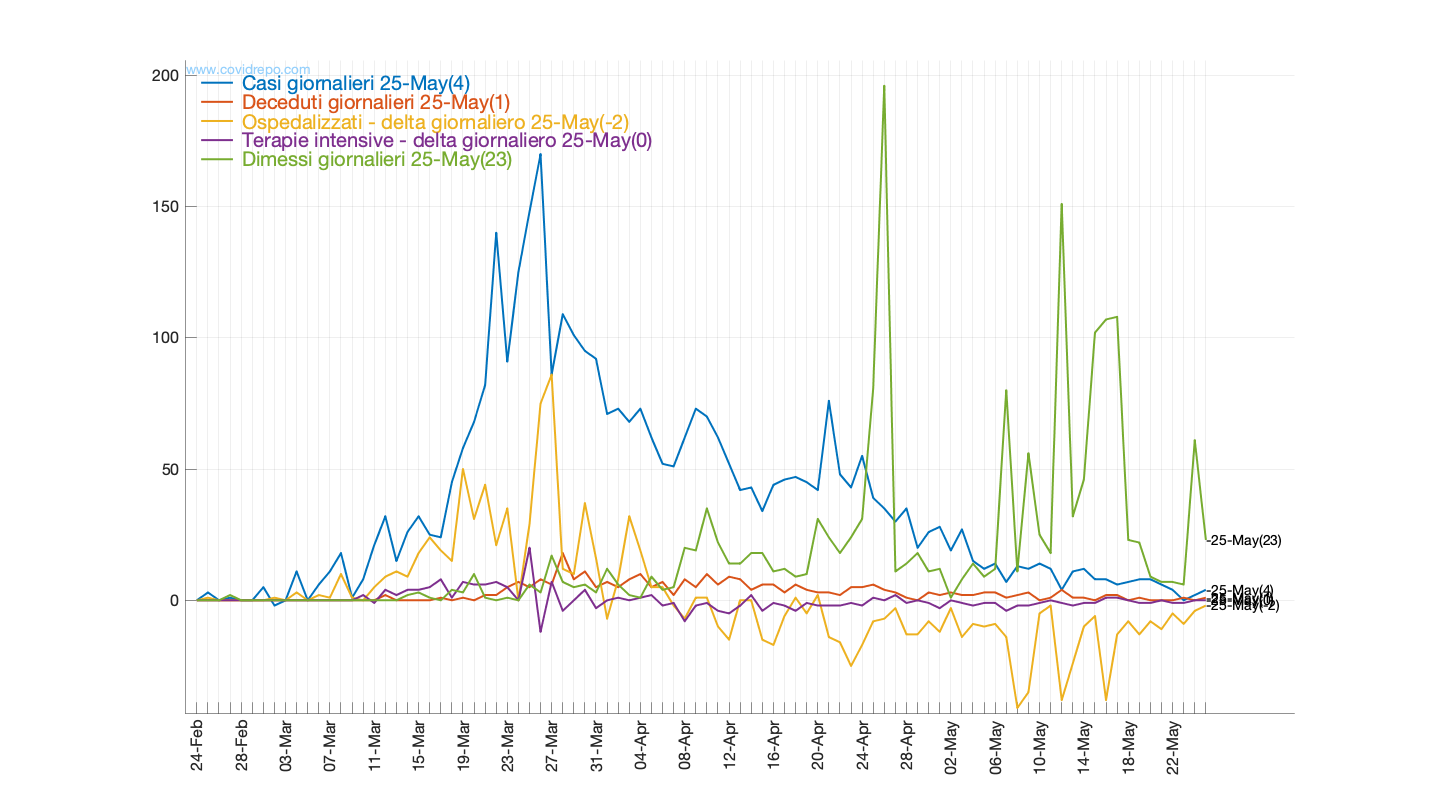 www.covidrepo.com
Casi giornalieri 25-May(4)
Deceduti giornalieri 25-May(1)
Ospedalizzati - delta giornaliero 25-May(-2)
Terapie intensive - delta giornaliero 25-May(0)
Dimessi giornalieri 25-May(23)
200
150
100
50
0
-25-May(23)
-25-May(4)
-25-May(-2)
24-Feb
28-Feb
03-Mar
07-Mar
11-Mar
15-Mar
19-Mar
23-Mar
27-Mar
31-Mar
04-Apr
08-Apr
12-Apr
16-Apr
20-Apr
24-Apr
28-Apr
02-May
06-May
10-May
14-May
18-May
22-May